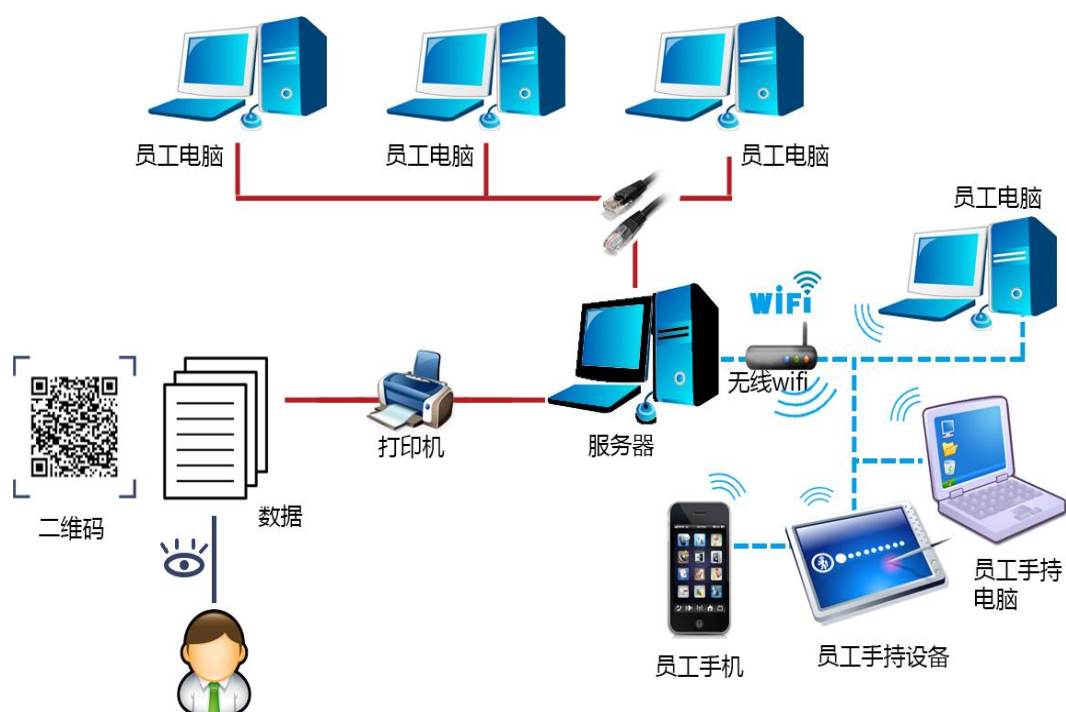 员工电脑
员工电脑
员工电脑
员工电脑
WiFi
无线wifi
打印机
服务器
二维码
数据
员工手机
员工手持设备
员工手持
电脑